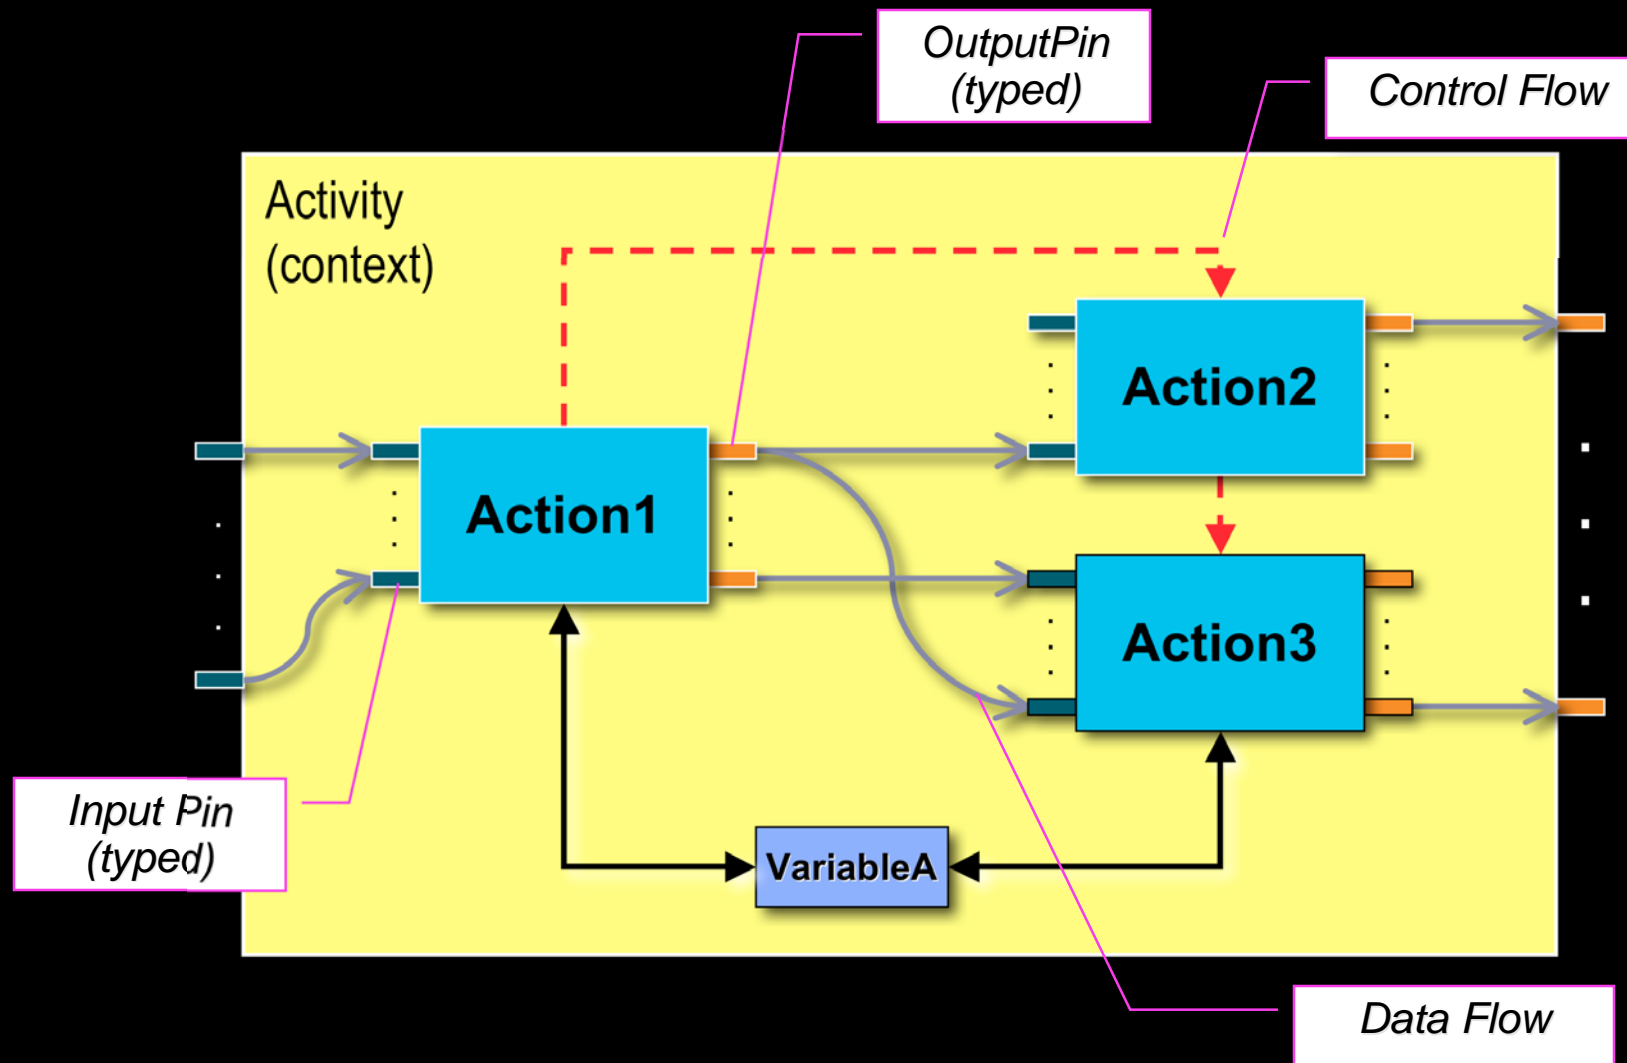 OutputPin
(typed)
Control Flow
Activity
(context)
Action2
Action1
Action3
Input Pin
(typed)
VariableA
Data Flow